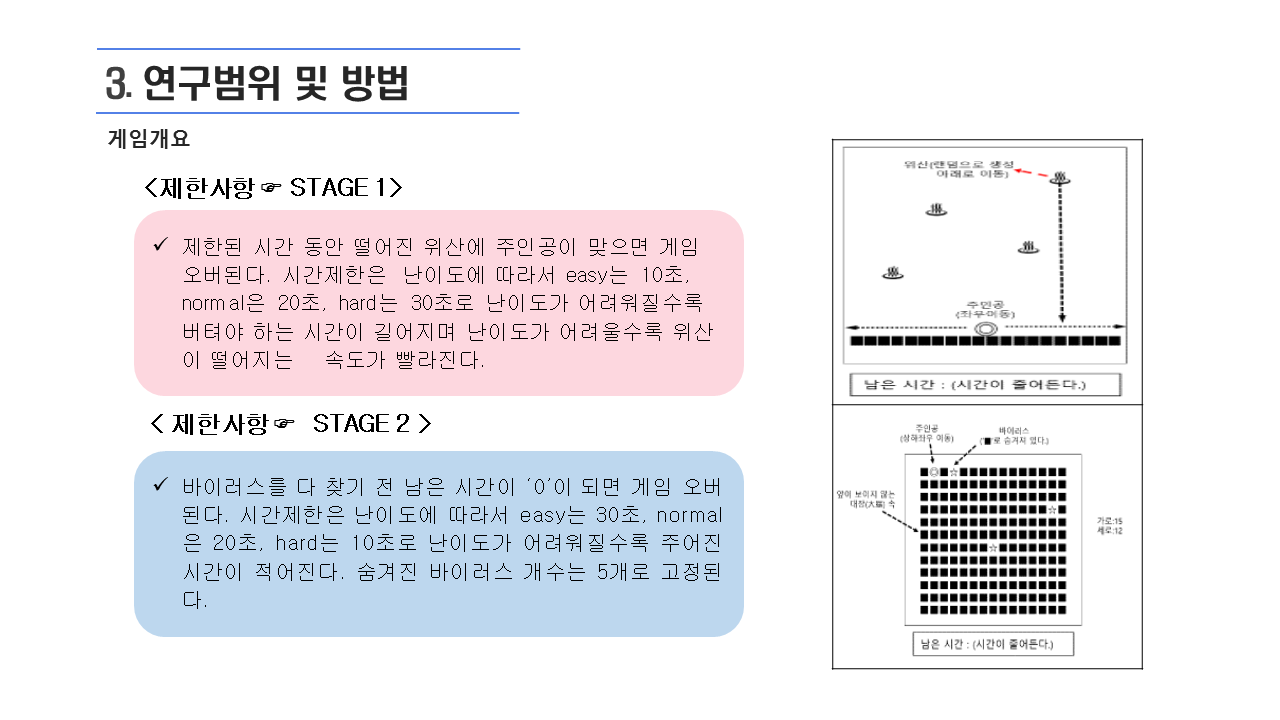 3. 연구범위 및 방법
게임개요
<제한사항☞ STAGE 1>
✓ 제한된 시간 동안 떨어진 위산에 주인공이 맞으면 게임
오버된다. 시간제한은 난이도에 따라서 easy는 10초,
normal은 20초, hard는 30초로 난이도가 어려워질수록
버텨야 하는 시간이 길어지며 난이도가 어려울수록 위산
이 떨어지는 속도가 빨라진다.
< 제한사항☞ STAGE 2 >
✓ 바이러스를 다 찾기 전 남은 시간이 ‘0’이 되면 게임 오버
된다. 시간제한은 난이도에 따라서 easy는 30초, normal
은 20초, hard는 10초로 난이도가 어려워질수록 주어진
시간이 적어진다. 숨겨진 바이러스 개수는 5개로 고정된
다.
위산(랜덤으로 생성
아래로 이동)
주인공
(좌우이동)
남은 시간 : (시간이 줄어든다.)
주인공
(상하좌우 이동)
바이러스
('■'로 숨겨져 있다.)
앞이 보이지 않는
대장(大腸) 속
가로:15
세로:12
남은 시간 : (시간이 줄어든다.)